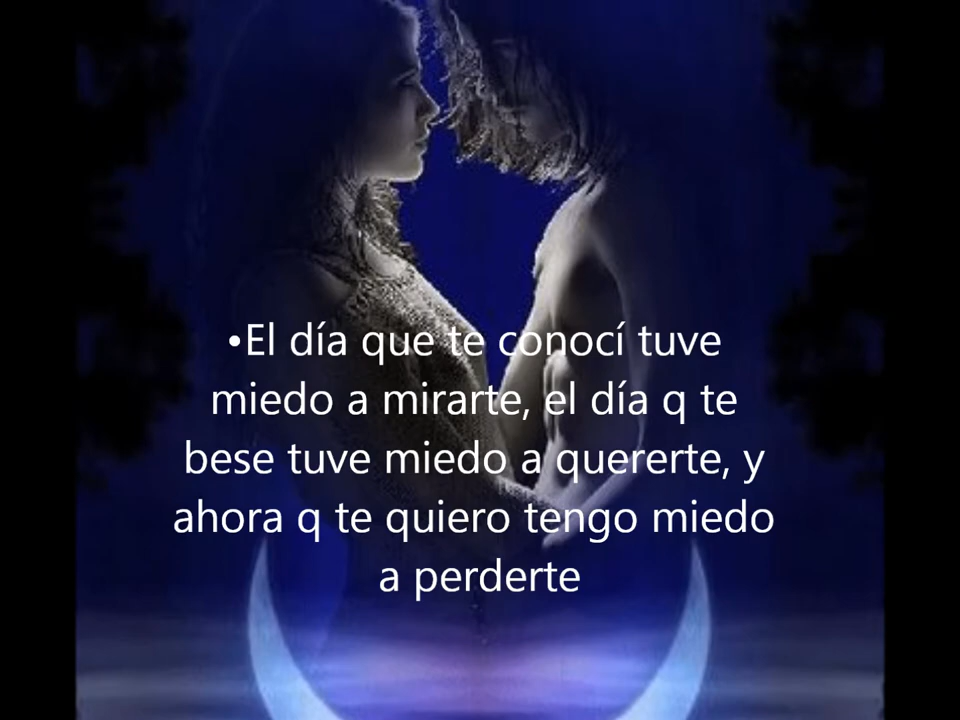 •El día que te conocí tuve
miedo a mirarte, el día q te
bese tuve miedo a quererte, y
ahora q te quiero tengo miedo
a perderte